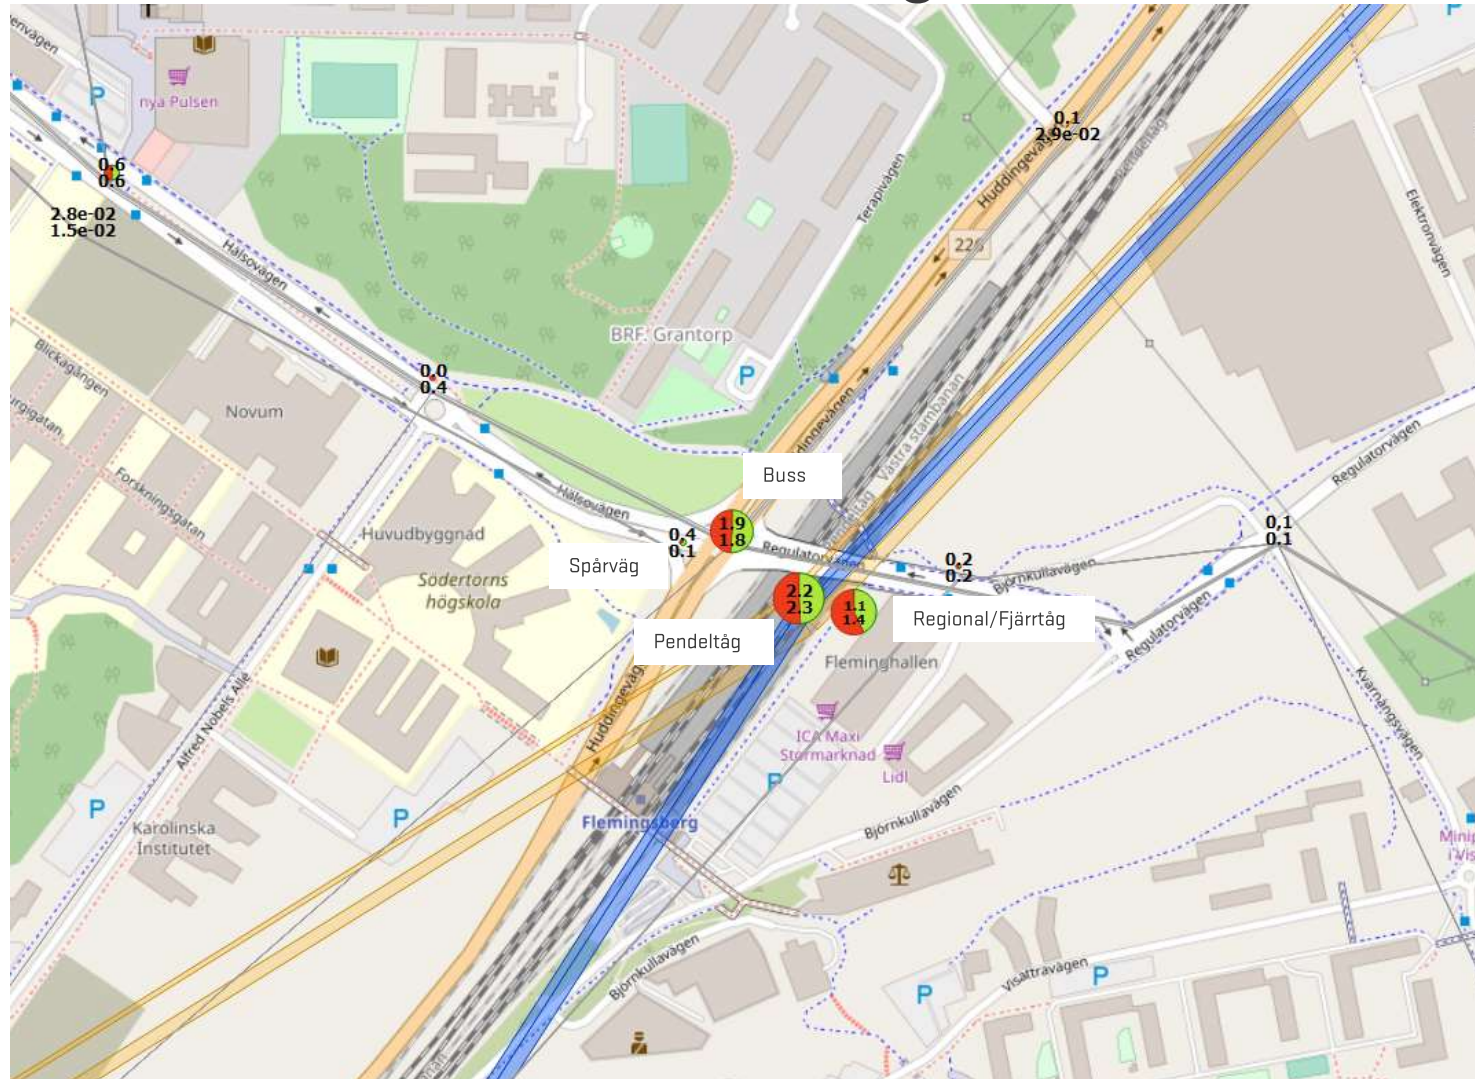 nya Pulsen
0,6
0.6
2.8e-02
1.5e-02
Hälsovägen
0,1
2.9e-02
Huddingevägen
Pendeltåg
Terapivägen
Elektronvägen
226
BRF. Grantorp
P
P
Blickagången
Novum
0,0
0.4
Forskningsgatan
Huvudbyggnad
Södertörns
högskola
Hälsovägen
Västra stambanan
Regulatorvägen
Buss
Spårväg
0,4
0.1
1.9
1.8
Regulatorvägen
0,2
0.2
Björnkullavägen
0,1
0.1
2.2
2.3
1.1
1.4
Regional/Fjärrtåg
Pendeltåg
Fleminghallen
Regulatorvägen
Kvarnängsvägen
Huddingeväg
Alfred Nobels Allé
ICA Maxi
Stormarknad
Lidl
P
P
P
Karolinska
Institutet
Flemingsberg
Björnkullavägen
Björnkullavägen
Visättravägen
P
P